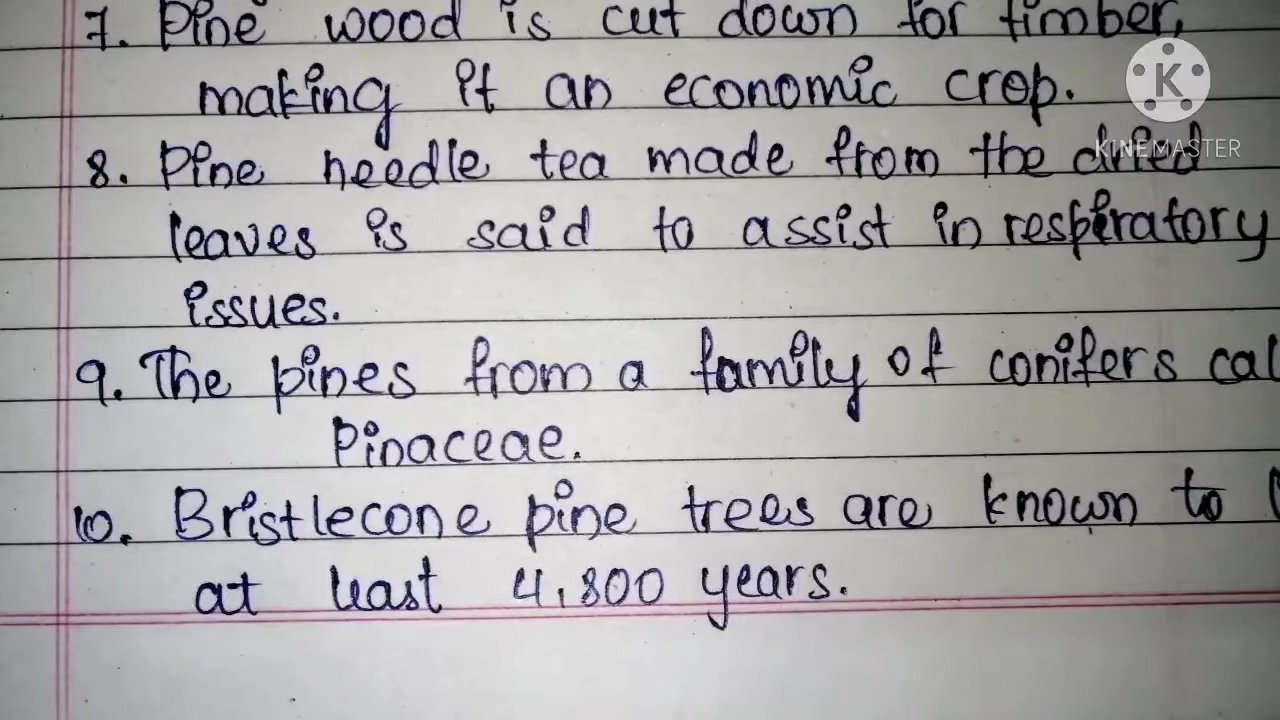 7. Pine wood is cut down for timber,
making it an economic crop.
8. Pine needle tea made from the dried
leaves is said to assist in respiratory
issues.
9. The pines from a family of conifers cal
Pinaceae.
10. Bristlecone pine trees are known to
at least 4,800 years.
K
KINEMASTER